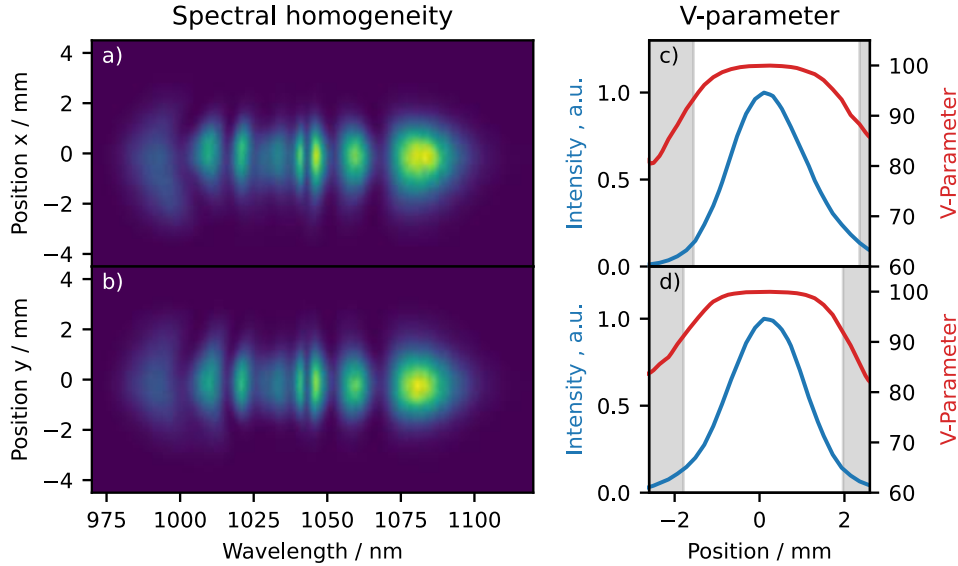 Spectral homogeneity
V-parameter
a)
4
2
0
−2
−4
Position x / mm
b)
4
2
0
−2
−4
Position y / mm
975 1000 1025 1050 1075 1100
Wavelength / nm
c)
1.0
0.5
0.0
Intensity , a.u.
100
90
80
70
60
V-Parameter
d)
1.0
0.5
0.0
Intensity , a.u.
100
90
80
70
60
V-Parameter
−2 0 2
Position / mm